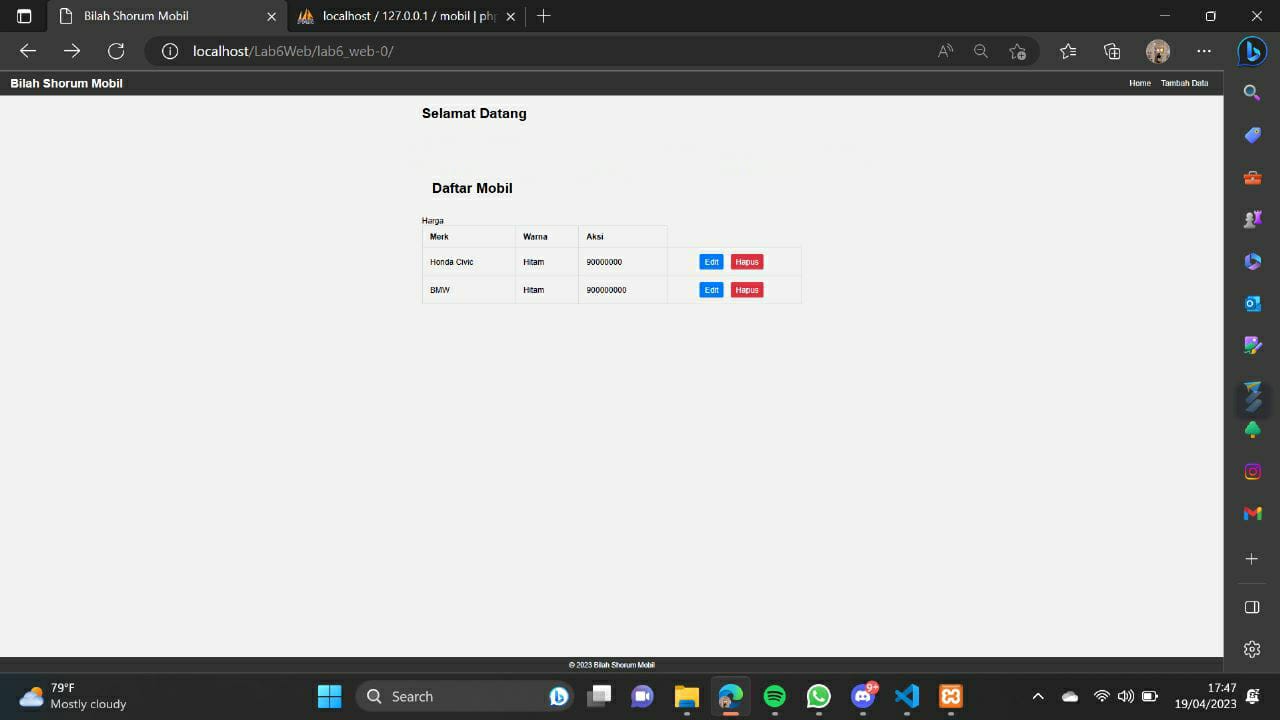 Bilah Shorum Mobil
localhost / 127.0.0.1 / mobil | ph
localhost/Lab6Web/lab6_web-0/
Bilah Shorum Mobil
Home Tambah Data
Selamat Datang
Daftar Mobil
Harga
Merk Warna Aksi
Honda Civic Hitam 90000000 Edit Hapus
BMW Hitam 900000000 Edit Hapus
© 2023 Bilah Shorum Mobil
79°F
Mostly cloudy
Search
9+
17:47
19/04/2023